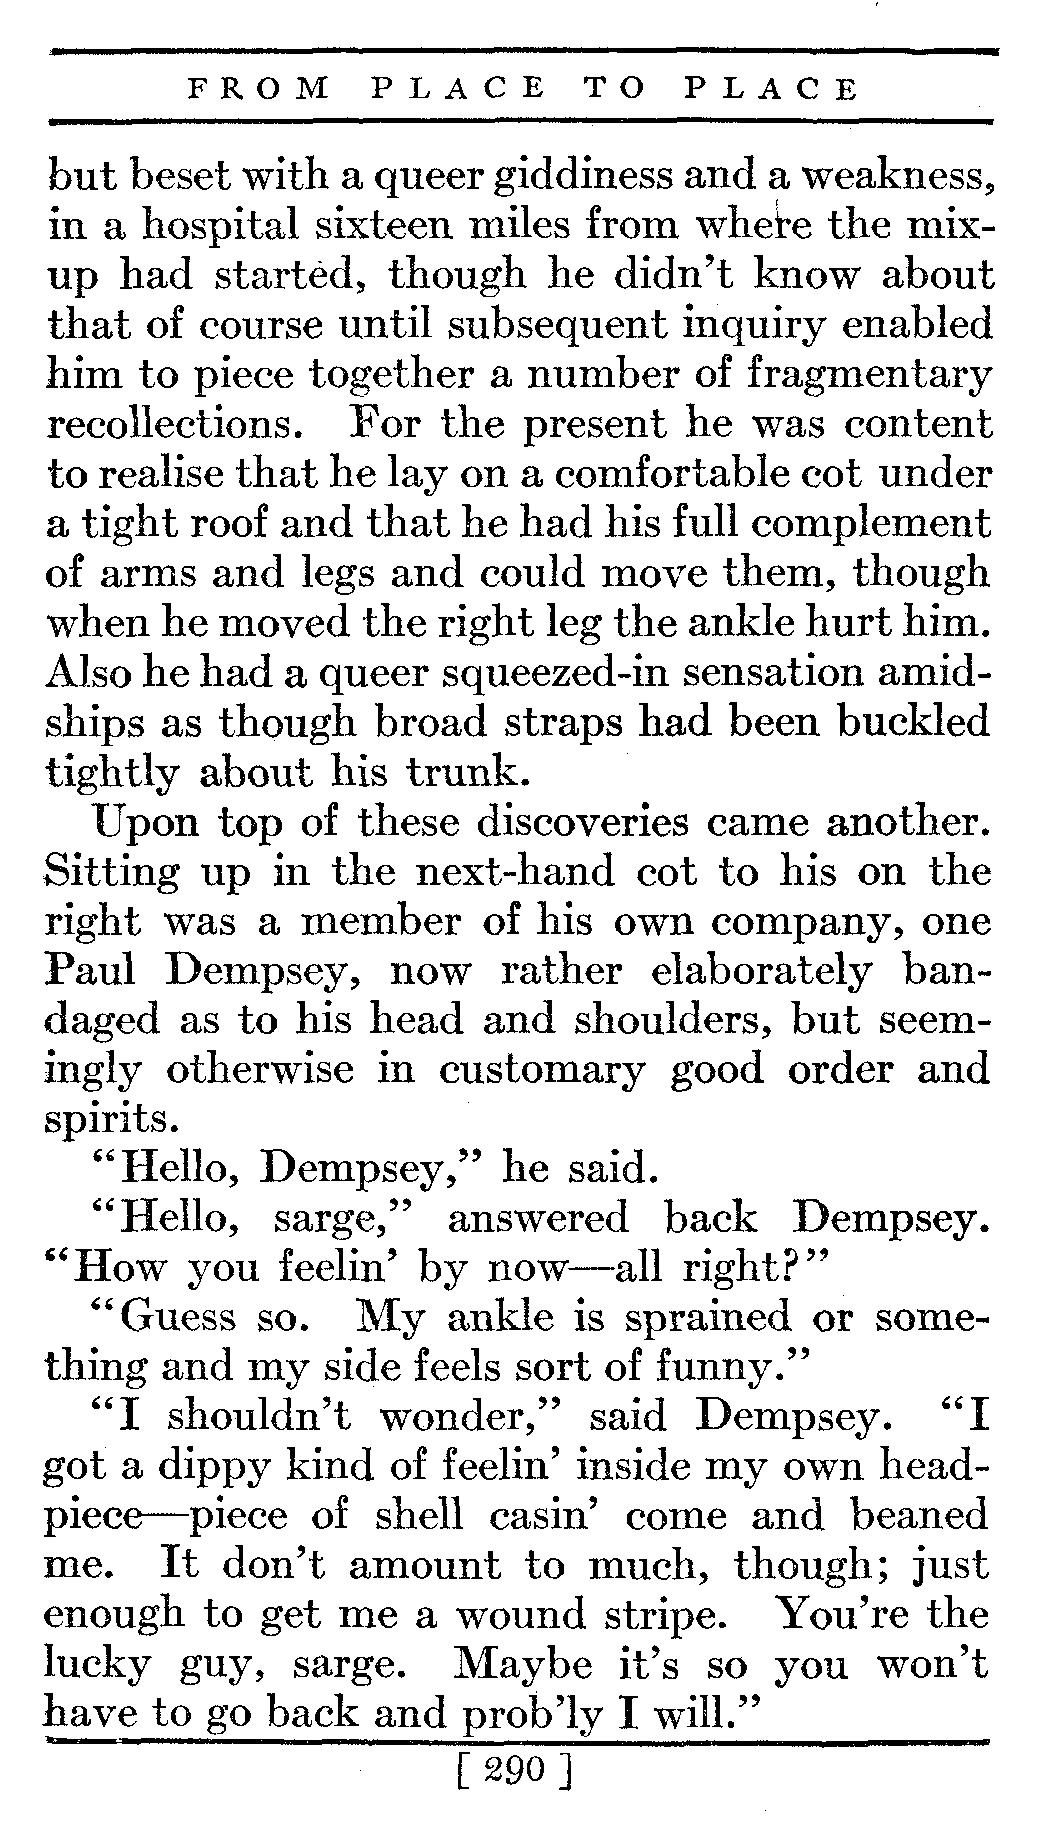 FROM PLACE TO PLACE
but beset with a queer giddiness and a weakness,
in a hospital sixteen miles from where the mix-
up had started, though he didn't know about
that of course until subsequent inquiry enabled
him to piece together a number of fragmentary
recollections. For the present he was content
to realise that he lay on a comfortable cot under
a tight roof and that he had his full complement
of arms and legs and could move them, though
when he moved the right leg the ankle hurt him.
Also he had a queer squeezed-in sensation amid-
ships as though broad straps had been buckled
tightly about his trunk.
Upon top of these discoveries came another.
Sitting up in the next-hand cot to his on the
right was a member of his own company, one
Paul Dempsey, now rather elaborately ban-
daged as to his head and shoulders, but seem-
ingly otherwise in customary good order and
spirits.
“Hello, Dempsey,” he said.
“Hello, sarge,” answered back Dempsey.
“How you feelin’ by now—all right?”
“Guess so. My ankle is sprained or some-
thing and my side feels sort of funny.”
“I shouldn’t wonder,” said Dempsey. “I
got a dippy kind of feelin’ inside my own head-
piece—piece of shell casin’ come and beaned
me. It don’t amount to much, though; just
enough to get me a wound stripe. You’re the
lucky guy, sarge. Maybe it’s so you won’t
have to go back and prob’ly I will.”
[ 290 ]